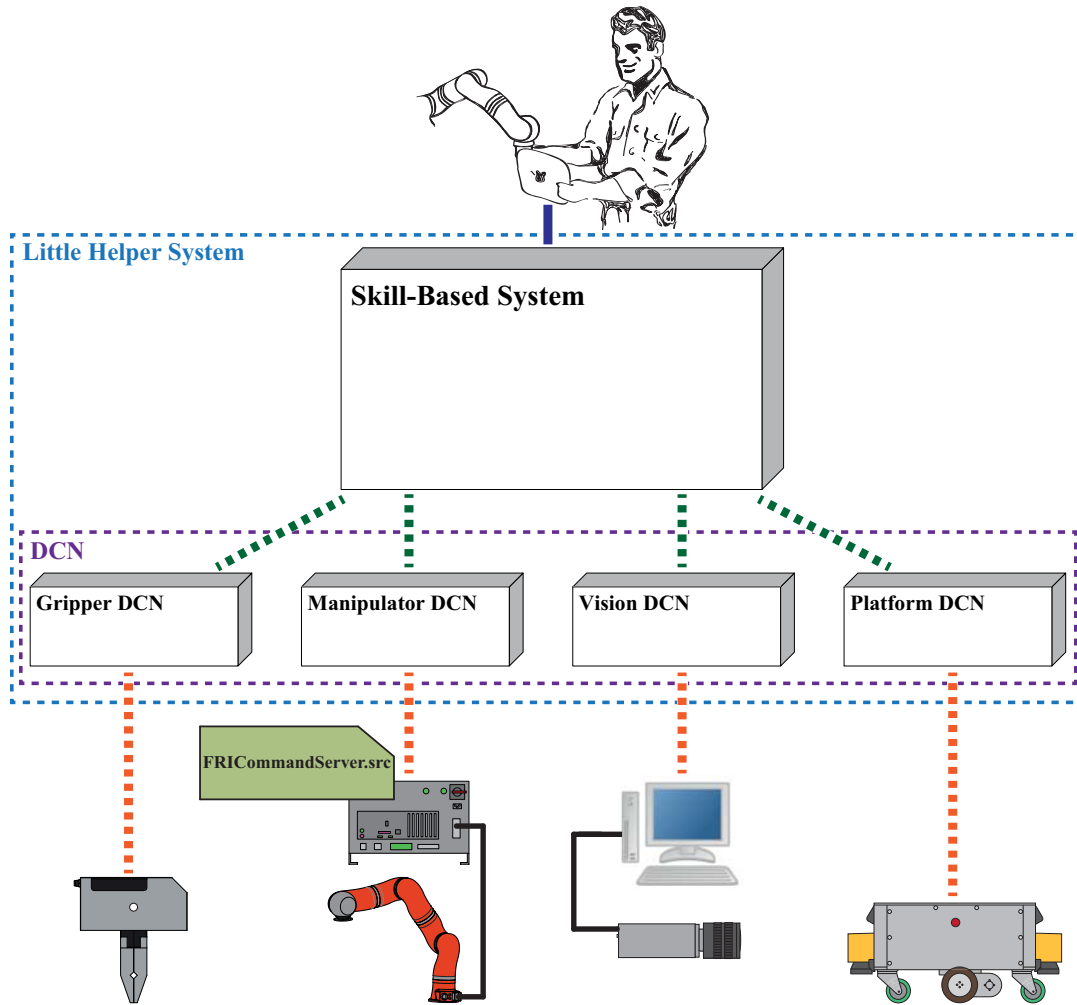 Little Helper System
Skill-Based System
DCN
Gripper DCN
Manipulator DCN
Vision DCN
Platform DCN
FRICommandServer.src